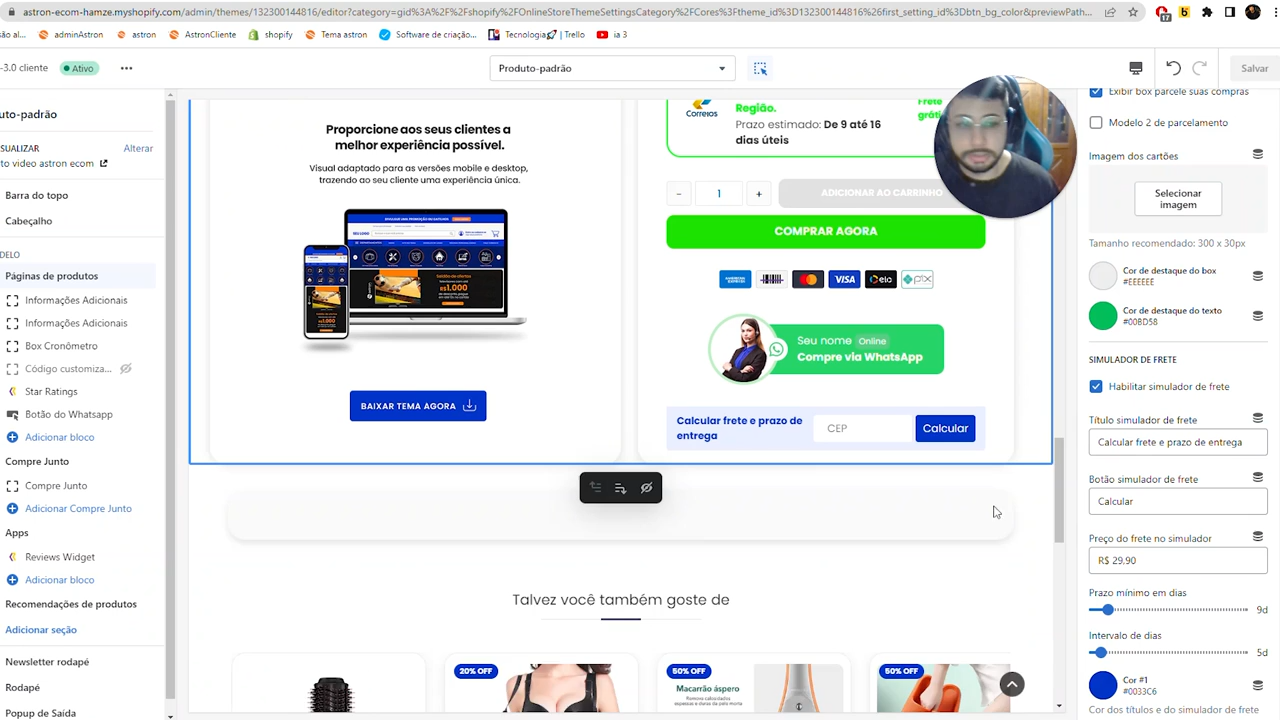 astron-ecom-hamze.myshopify.com/admin/themes/132300144816/editor?category=gid%3A%2F%2Fshopify%2FOnlineStoreThemeSettingsCategory%2FCores%3Ftheme_id%3D132300144816%26first_setting_id%3Dbtn_bg_color&previewPath...
17
são al...
adminAstron
astron
AstronCliente
shopify
Tema astron
Software de criação...
Tecnologia🚀 | Trello
ia 3
-3.0 cliente
Ativo
Produto-padrão
Salvar
uto-padrão
SUALIZAR
Alterar
to video astron ecom
Barra do topo
Cabeçalho
DELO
Páginas de produtos
Informações Adicionais
Informações Adicionais
Box Cronômetro
Código customiza...
Star Ratings
Botão do Whatsapp
Adicionar bloco
Compre Junto
Compre Junto
Adicionar Compre Junto
Apps
Reviews Widget
Adicionar bloco
Recomendações de produtos
Adicionar seção
Newsletter rodapé
Rodapé
Popup de Saída
Proporcione aos seus clientes a
melhor experiência possível.
Visual adaptado para as versões mobile e desktop,
trazendo ao seu cliente uma experiência única.
BAIXAR TEMA AGORA
Correios
Região.
Prazo estimado: De 9 até 16
dias úteis
Frete
gráti
- 1 +
ADICIONAR AO CARRINHO
COMPRAR AGORA
VISA
elo
pix
Seu nome Online
Compre via WhatsApp
Calcular frete e prazo de
entrega
CEP
Calcular
Talvez você também goste de
20% OFF
50% OFF
Macarrão áspero
50% OFF
Exibir box parcele suas compras
Modelo 2 de parcelamento
Imagem dos cartões
Selecionar
imagem
Tamanho recomendado: 300 x 30px
Cor de destaque do box
#EEEEEE
Cor de destaque do texto
#00BD58
SIMULADOR DE FRETE
Habilitar simulador de frete
Título simulador de frete
Calcular frete e prazo de entrega
Botão simulador de frete
Calcular
Preço do frete no simulador
R$ 29,90
Prazo mínimo em dias
9d
Intervalo de dias
5d
Cor #1
#0033C6
Cor dos títulos e do simulador de frete